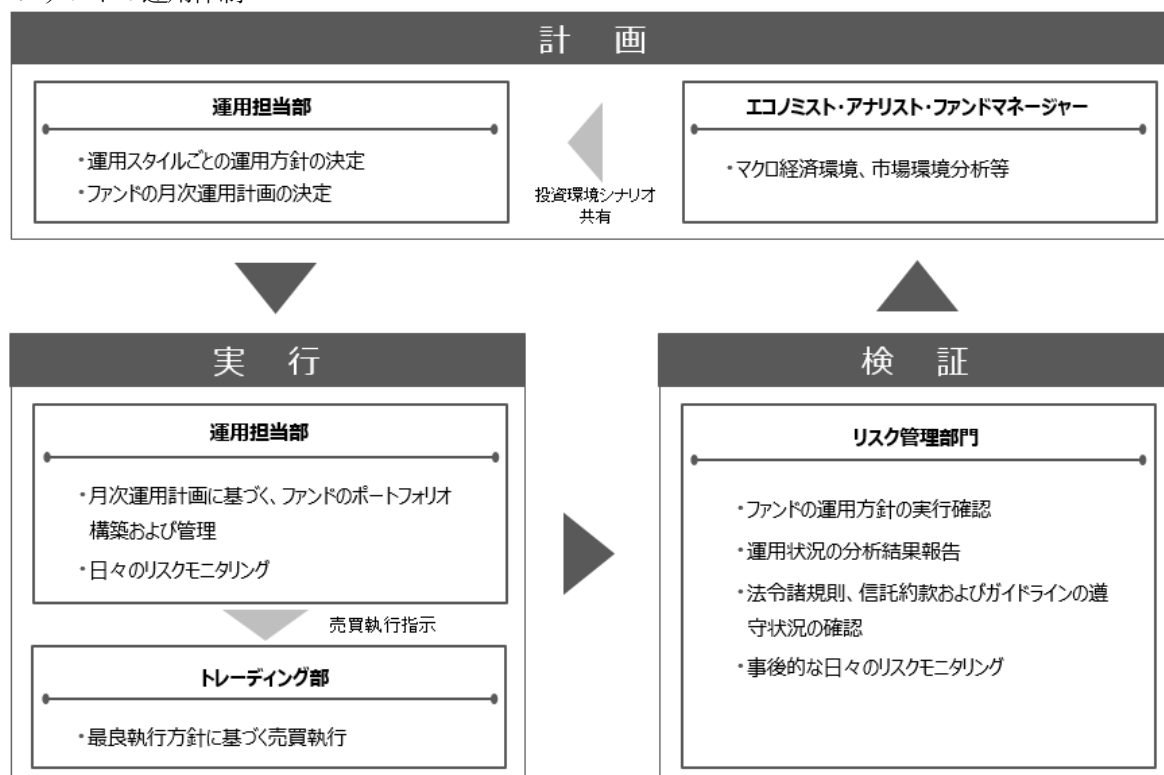 計 画
運用担当部
・運用スタイルごとの運用方針の決定
・ファンドの月次運用計画の決定
投資環境シナリオ
共有
エコノミスト・アナリスト・ファンドマネージャー
・マクロ経済環境、市場環境分析等
実 行
運用担当部
・月次運用計画に基づく、ファンドのポートフォリオ
構築および管理
・日々のリスクモニタリング
売買執行指示
トレーディング部
・最良執行方針に基づく売買執行
検 証
リスク管理部門
・ファンドの運用方針の実行確認
・運用状況の分析結果報告
・法令諸規則、信託約款およびガイドラインの遵
守状況の確認
・事後的な日々のリスクモニタリング